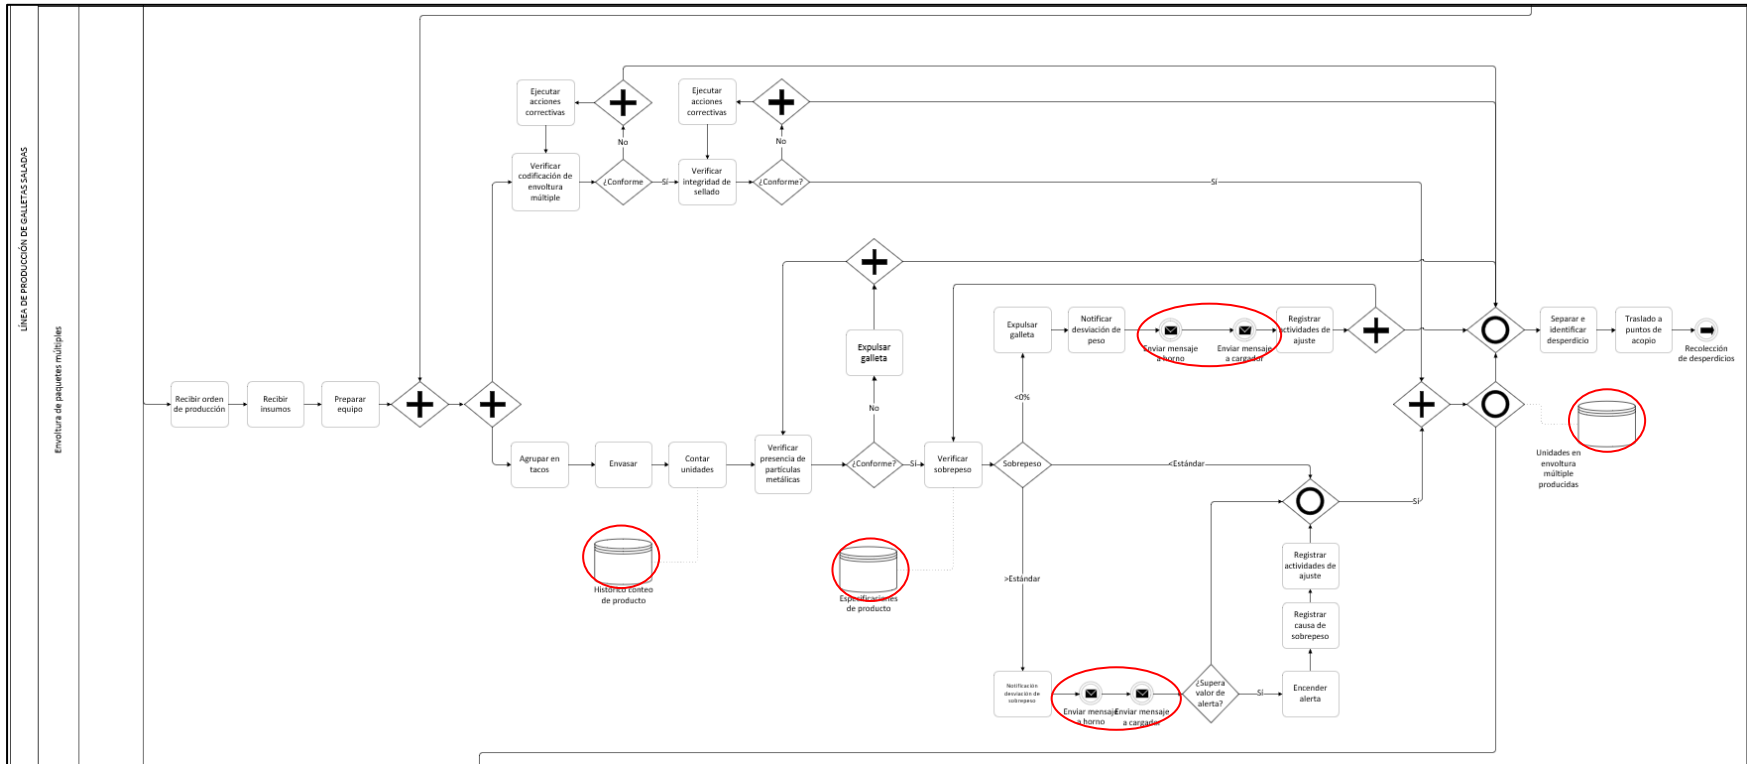 LÍNEA DE PRODUCCIÓN DE GALLETAS SALADAS
Envoltura de paquetes múltiples
Recibir orden
de producción
Recibir
insumos
Preparar
equipo
Ejecutar
acciones
correctivas
No
Verificar
codificación de
envoltura
múltiple
¿Conforme
Sí
Ejecutar
acciones
correctivas
No
Verificar
integridad de
sellado
¿Conforme?
Sí
Agrupar en
tacos
Envasar
Contar
unidades
Histórico conteo
de producto
Verificar
presencia de
partículas
metálicas
¿Conforme?
No
Expulsar
galleta
Sí
Verificar
sobrepeso
Especificaciones
de producto
Sobrepeso
<0%
Expulsar
galleta
Notificar
desviación de
peso
Enviar mensaje
a horno
Enviar mensaje
a cargador
Registrar
actividades de
ajuste
<Estándar
>Estándar
Notificación
desviación de
sobrepeso
Enviar mensaje
a horno
Enviar mensaje
a cargador
¿Supera
valor de
alerta?
Sí
Encender
alerta
Registrar
causa de
sobrepeso
Registrar
actividades de
ajuste
Sí
Separar e
identificar
desperdicio
Traslado a
puntos de
acopio
Recolección
de desperdicios
Unidades en
envoltura
múltiple
producidas